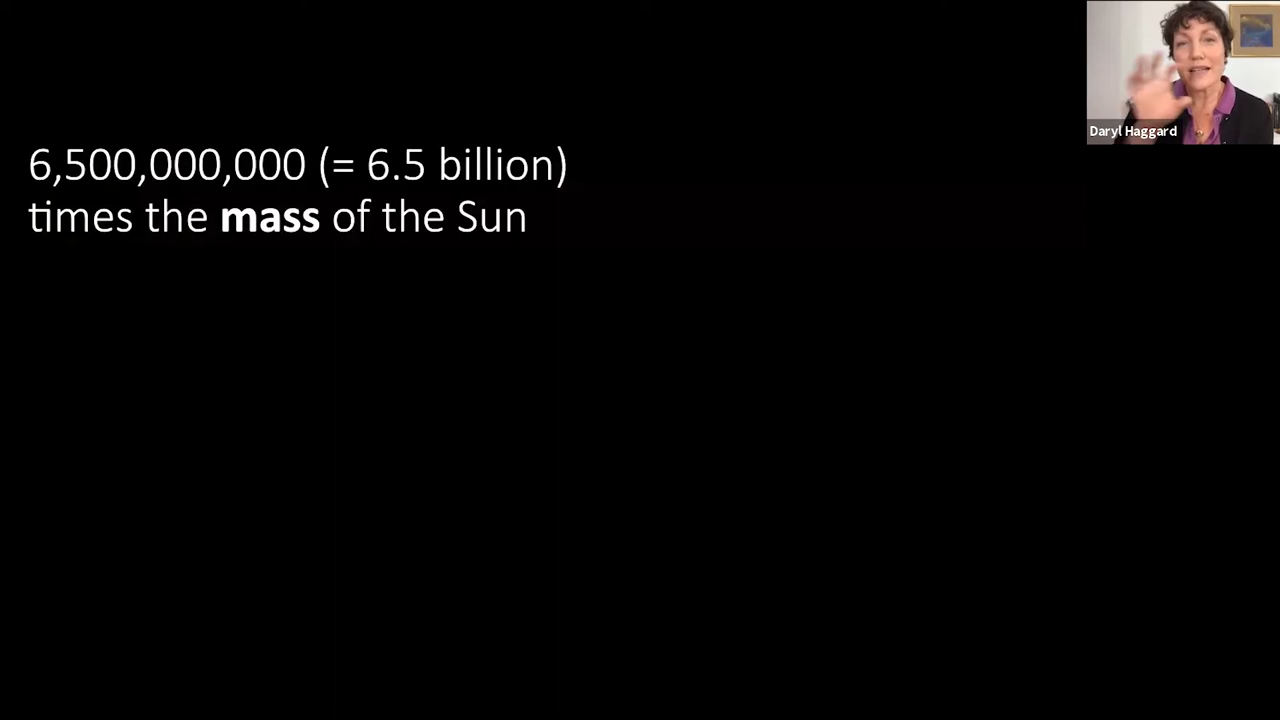 6,500,000,000 (= 6.5 billion)
times the mass of the Sun
Daryl Haggard